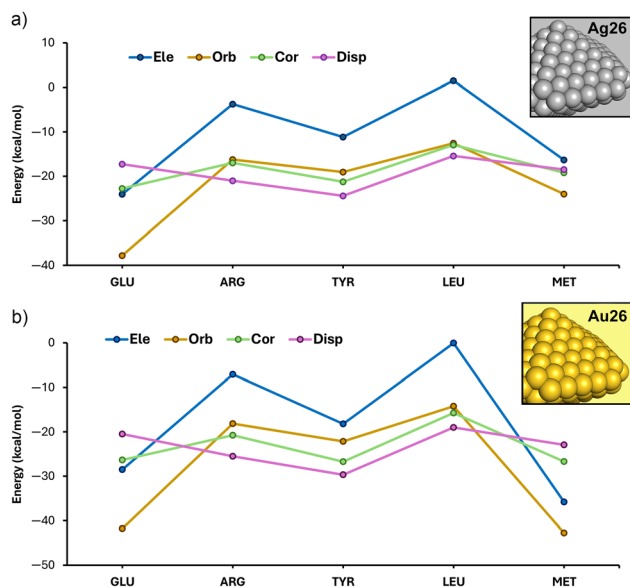 a)
Ag26
10
Ele Orb Cor Disp
0
−10
−20
−30
−40
Energy (kcal/mol)
GLU ARG TYR LEU MET
b)
Au26
0
Ele Orb Cor Disp
−10
−20
−30
−40
−50
Energy (kcal/mol)
GLU ARG TYR LEU MET